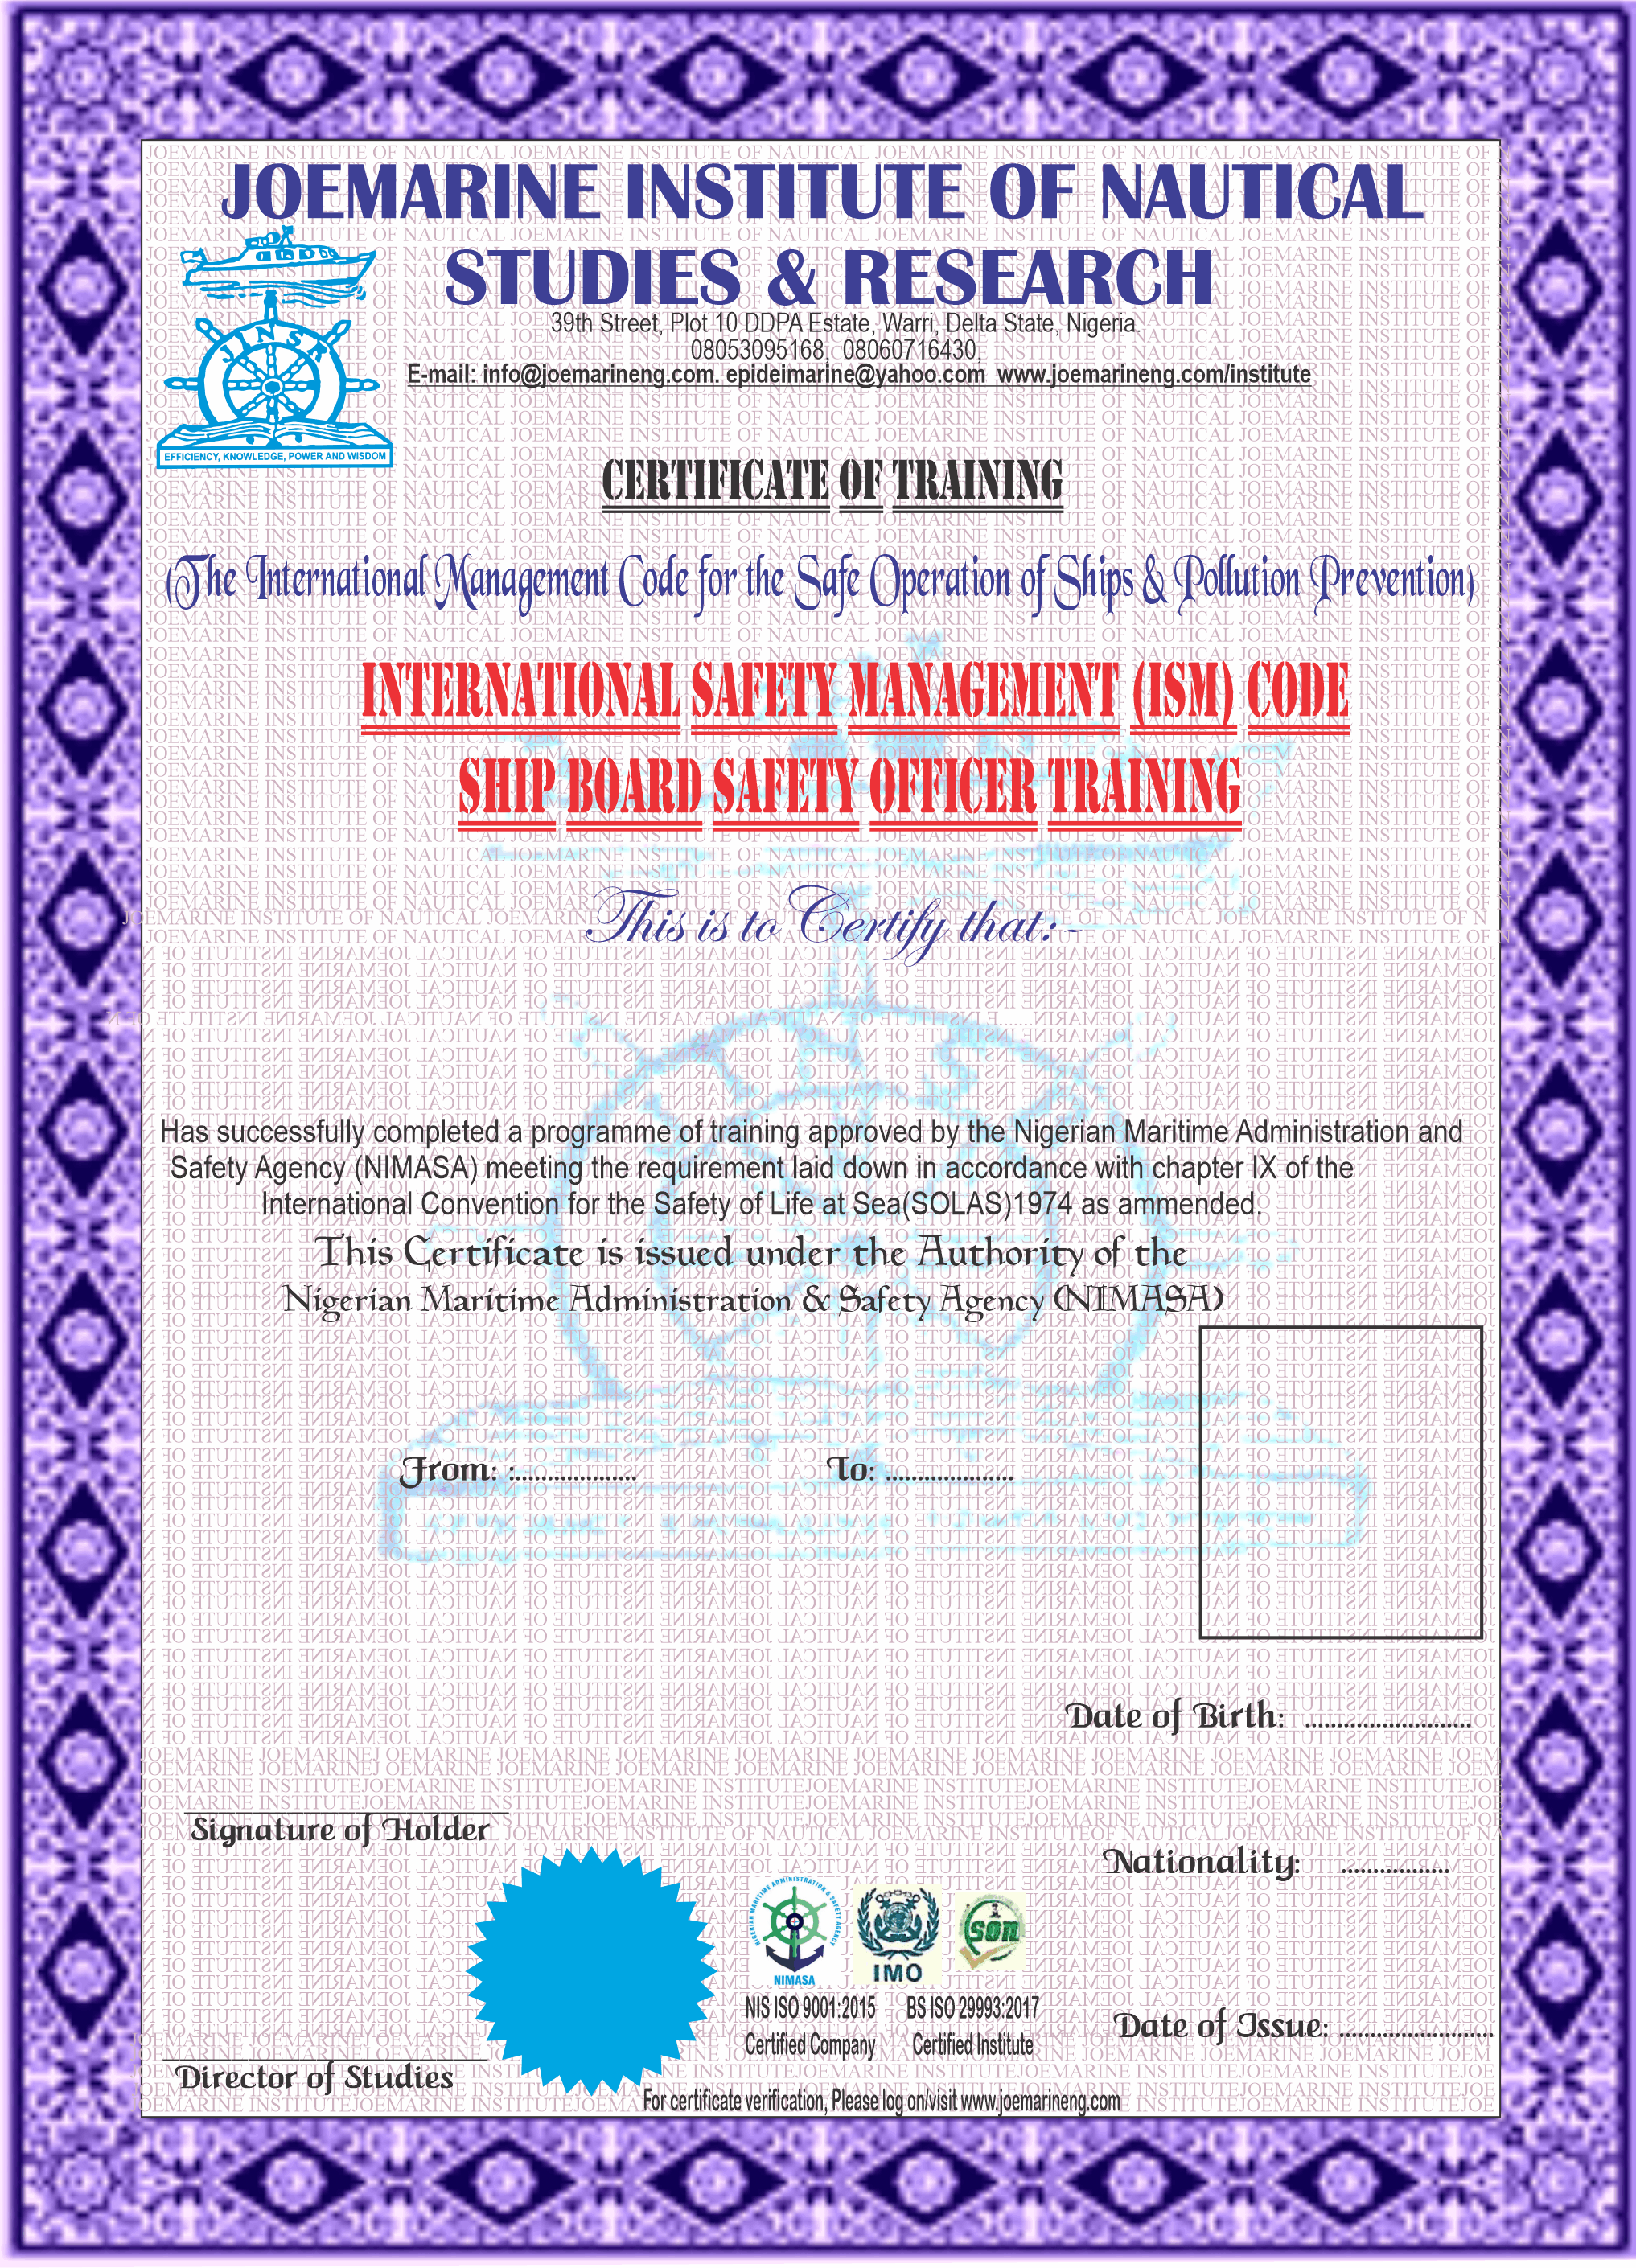 JOEMARINE INSTITUTE OF NAUTICAL
STUDIES & RESEARCH
39th Street, Plot 10 DDPA Estate, Warri, Delta State, Nigeria.
08053095168, 08060716430,
E-mail: info@joemarineng.com. epideimarine@yahoo.com www.joemarineng.com/institute
JINSR
EFFICIENCY, KNOWLEDGE, POWER AND WISDOM
CERTIFICATE OF TRAINING
(The International Management Code for the Safe Operation of Ships & Pollution Prevention)
INTERNATIONAL SAFETY MANAGEMENT (ISM) CODE
SHIP BOARD SAFETY OFFICER TRAINING
This is to Certify that:-
Has successfully completed a programme of training approved by the Nigerian Maritime Administration and
Safety Agency (NIMASA) meeting the requirement laid down in accordance with chapter IX of the
International Convention for the Safety of Life at Sea(SOLAS)1974 as ammended.
This Certificate is issued under the Authority of the
Nigerian Maritime Administration & Safety Agency (NIMASA)
From: :................... To: ....................
Date of Birth: ..........................
Signature of Holder
Nationality: .................
NIGERIAN MARITIME ADMINISTRATION & SAFETY AGENCY
NIMASA
IMO
SON
NIS ISO 9001:2015 BS ISO 29993:2017
Certified Company Certified Institute
Date of Issue: .........................
Director of Studies
For certificate verification, Please log on/visit www.joemarineng.com